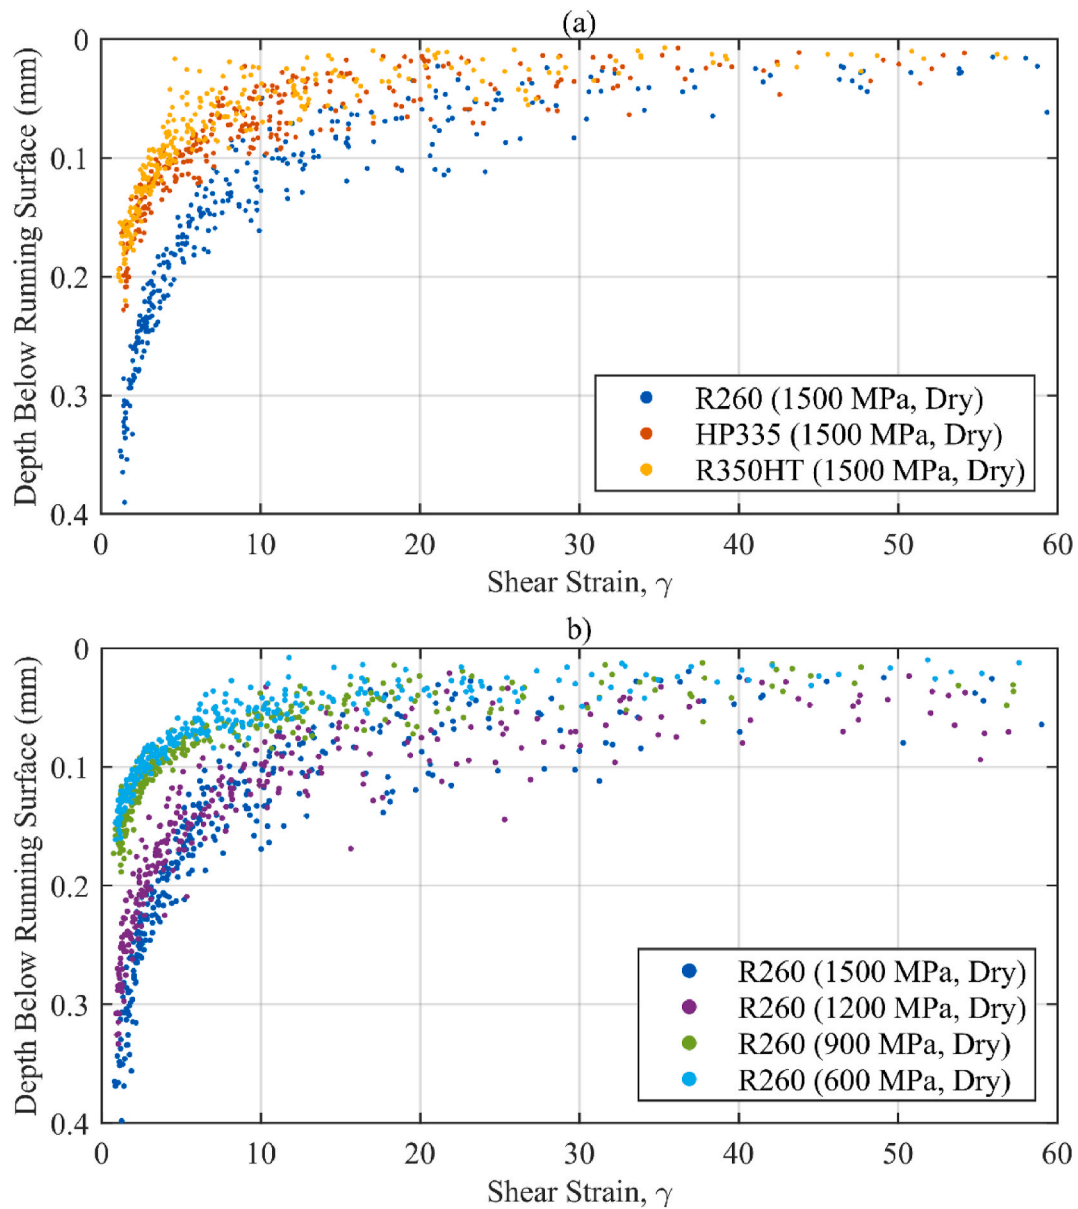 (a)
0
0.1
0.2
0.3
0.4
Depth Below Running Surface (mm)
R260 (1500 MPa, Dry)
HP335 (1500 MPa, Dry)
R350HT (1500 MPa, Dry)
0 10 20 30 40 50 60
Shear Strain, γ
b)
0
0.1
0.2
0.3
0.4
Depth Below Running Surface (mm)
R260 (1500 MPa, Dry)
R260 (1200 MPa, Dry)
R260 (900 MPa, Dry)
R260 (600 MPa, Dry)
0 10 20 30 40 50 60
Shear Strain, γ